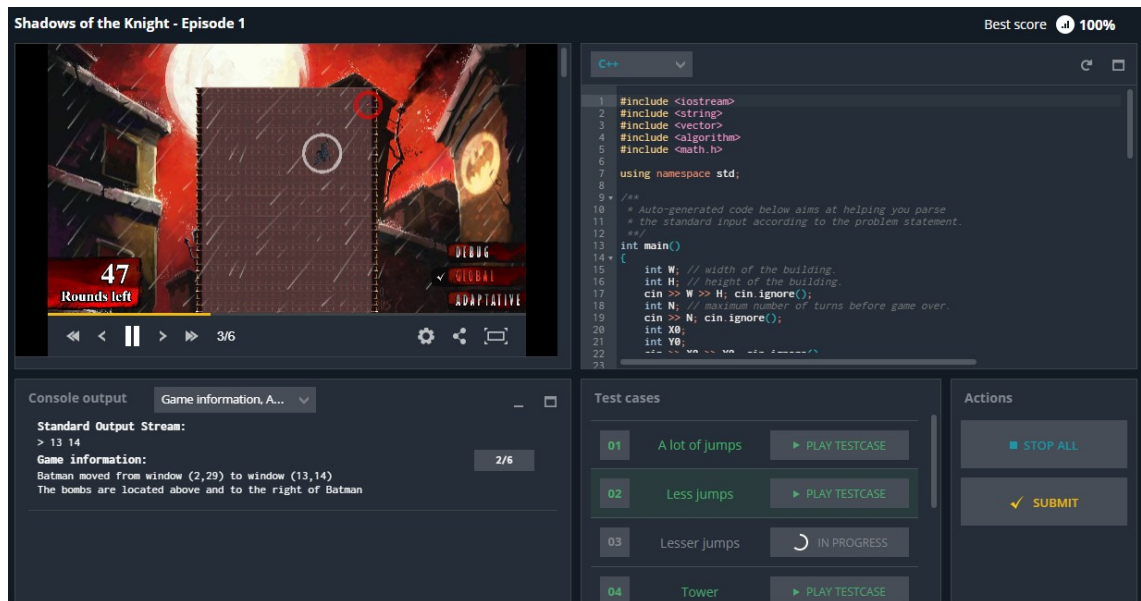 Shadows of the Knight - Episode 1
Best score 100%
47
Rounds left
DEBUG
GLOBAL
ADAPTATIVE
3/6
C++
1 #include <iostream>
2 #include <string>
3 #include <vector>
4 #include <algorithm>
5 #include <math.h>
6
7 using namespace std;
8
9 /**
10 * Auto-generated code below aims at helping you parse
11 * the standard input according to the problem statement.
12 **/
13 int main()
14 {
15 int W; // width of the building.
16 int H; // height of the building.
17 cin >> W >> H; cin.ignore();
18 int N; // maximum number of turns before game over.
19 cin >> N; cin.ignore();
20 int X0;
21 int Y0;
22 cin >> X0 >> Y0; cin.ignore()
23
Console output
Game information, A...
Standard Output Stream:
> 13 14
Game information:
2/6
Batman moved from window (2,29) to window (13,14)
The bombs are located above and to the right of Batman
Test cases
01 A lot of jumps PLAY TESTCASE
02 Less jumps PLAY TESTCASE
03 Lesser jumps IN PROGRESS
04 Tower PLAY TESTCASE
Actions
STOP ALL
SUBMIT